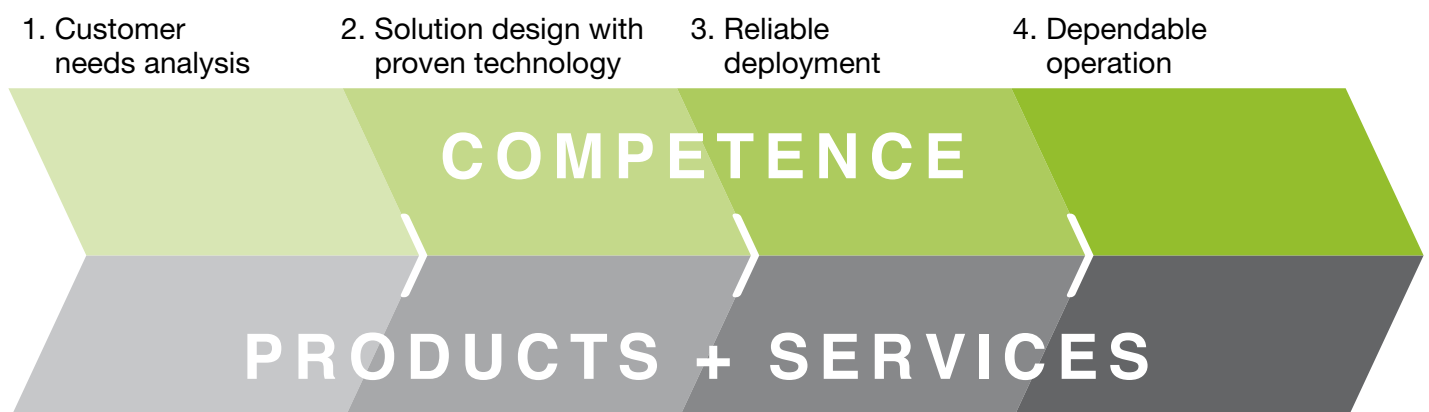 1. Customer
needs analysis
2. Solution design with
proven technology
3. Reliable
deployment
4. Dependable
operation
COMPETENCE
PRODUCTS + SERVICES